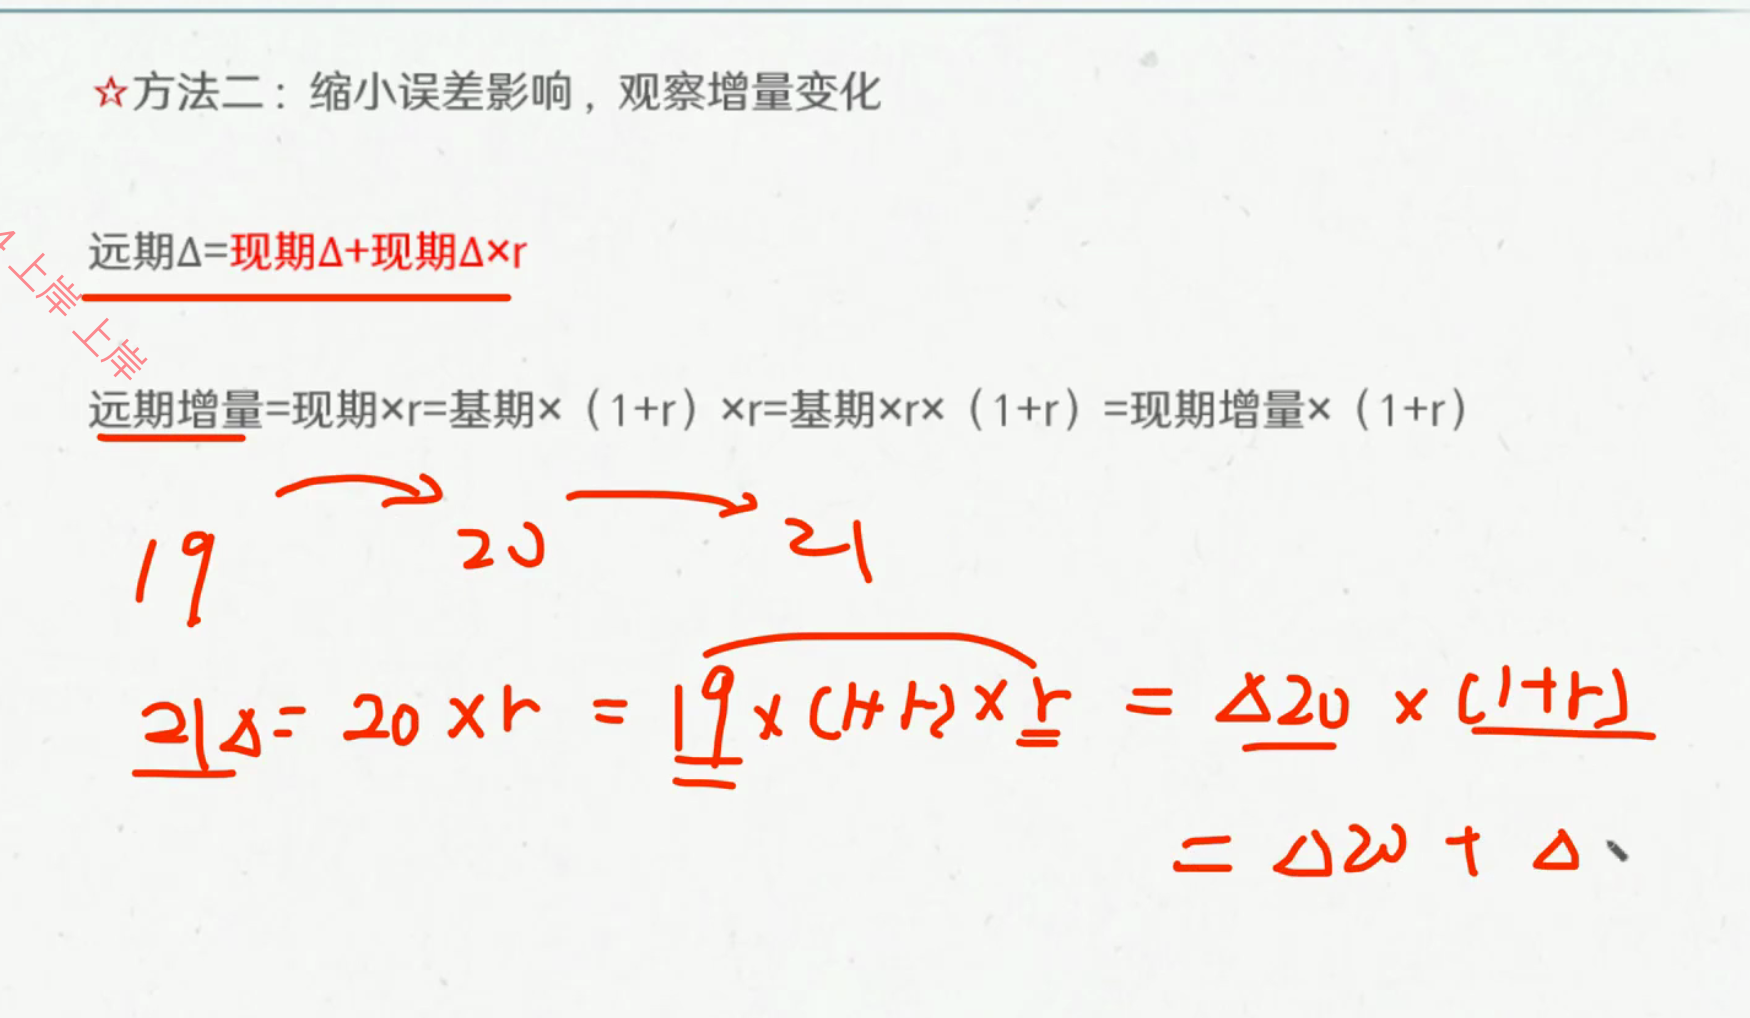 ☆方法二：缩小误差影响，观察增量变化
远期Δ=现期Δ+现期Δ×r
上岸 上岸
远期增量=现期×r=基期×（1+r）×r=基期×r×（1+r）=现期增量×（1+r）
19 20 21
21Δ= 20 ×r = 19×(1+r)×r = Δ20 ×(1+r)
= Δ20 + Δ